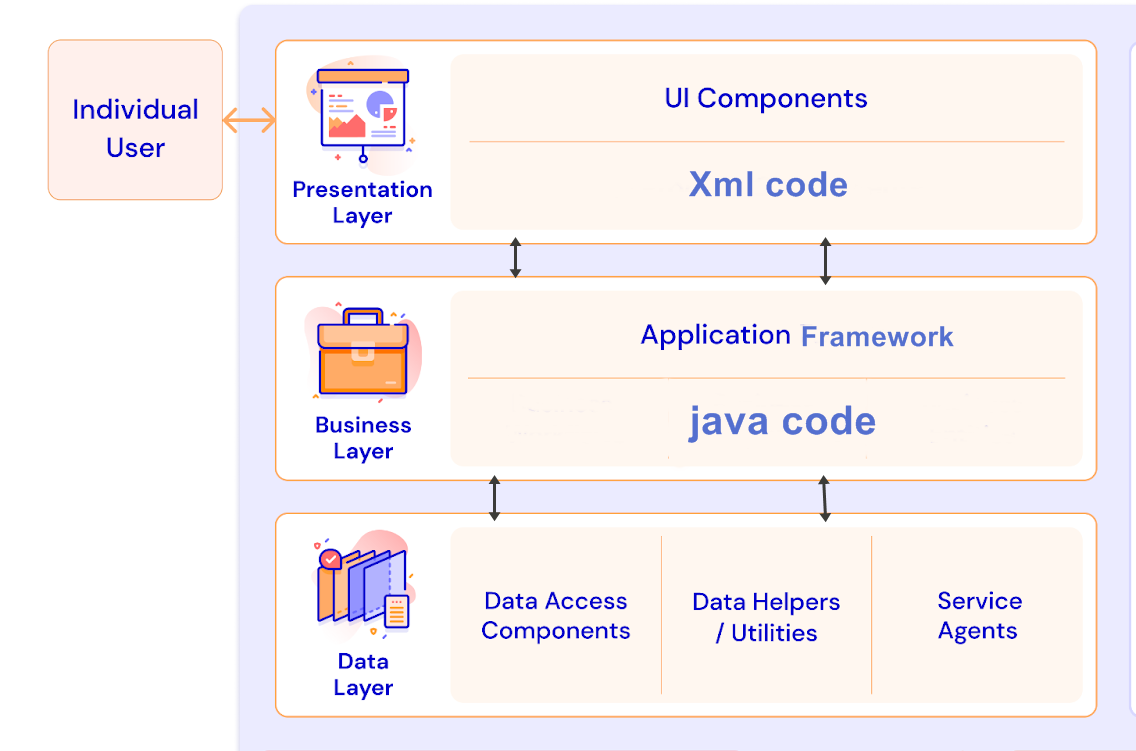 Individual
User
Presentation
Layer
UI Components
Xml code
Business
Layer
Application Framework
java code
Data
Layer
Data Access
Components
Data Helpers
/ Utilities
Service
Agents